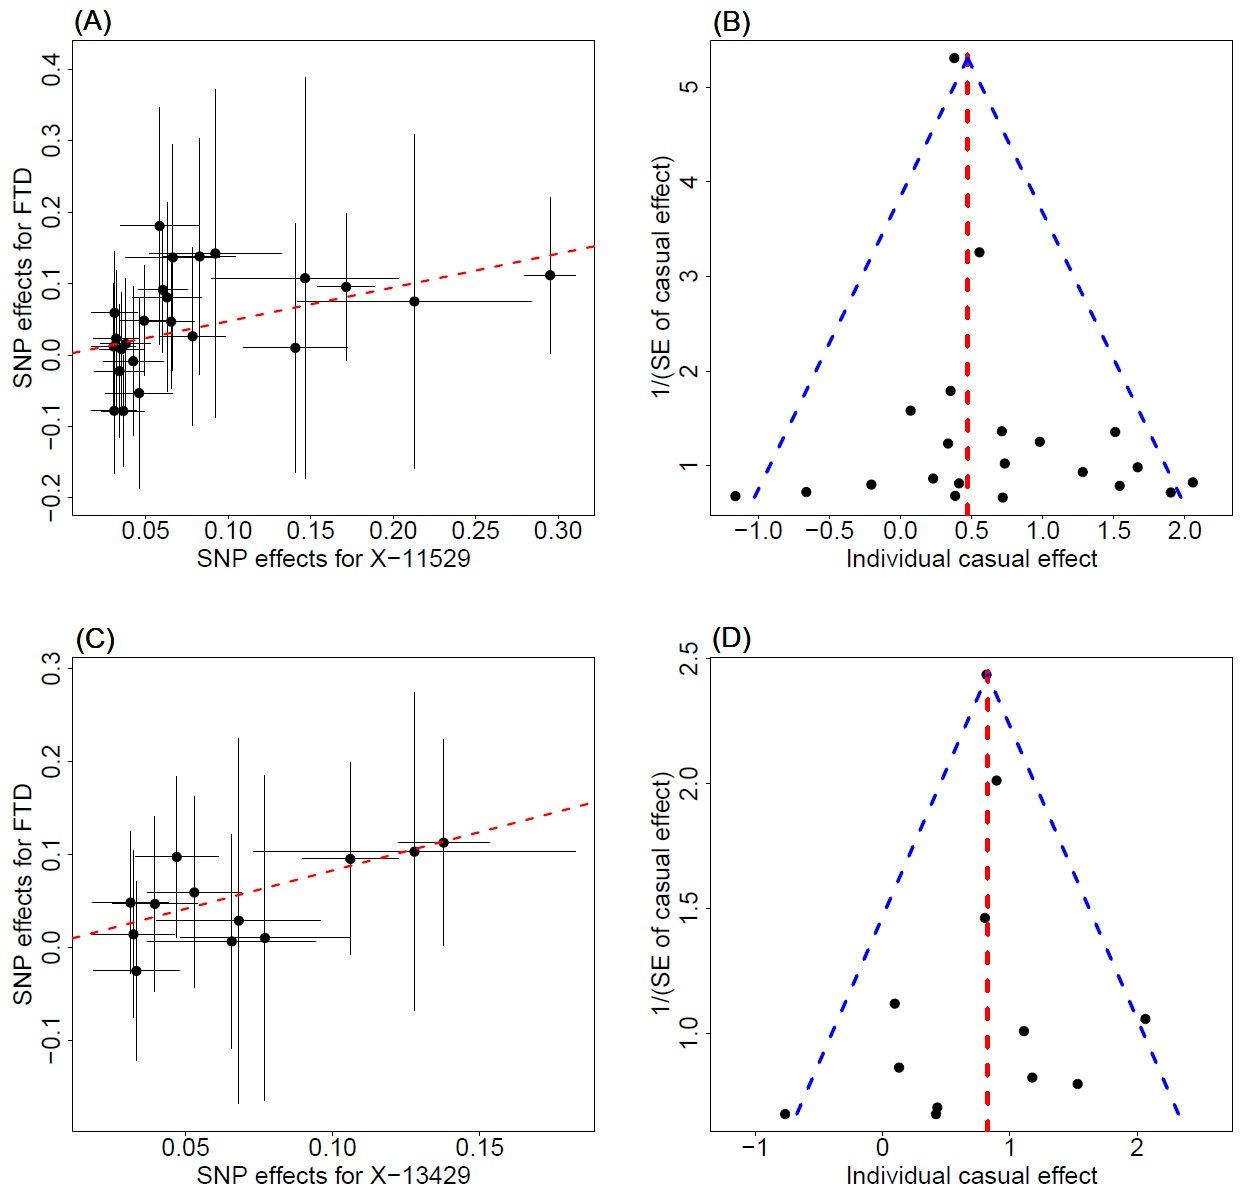 (A)
SNP effects for FTD
0.4
0.3
0.2
0.1
0.0
−0.1
−0.2
0.05 0.10 0.15 0.20 0.25 0.30
SNP effects for X−11529
(B)
1/(SE of casual effect)
5
4
3
2
1
−1.0 −0.5 0.0 0.5 1.0 1.5 2.0
Individual casual effect
(C)
SNP effects for FTD
0.3
0.2
0.1
0.0
−0.1
0.05 0.10 0.15
SNP effects for X−13429
(D)
1/(SE of casual effect)
2.5
2.0
1.5
1.0
−1 0 1 2
Individual casual effect